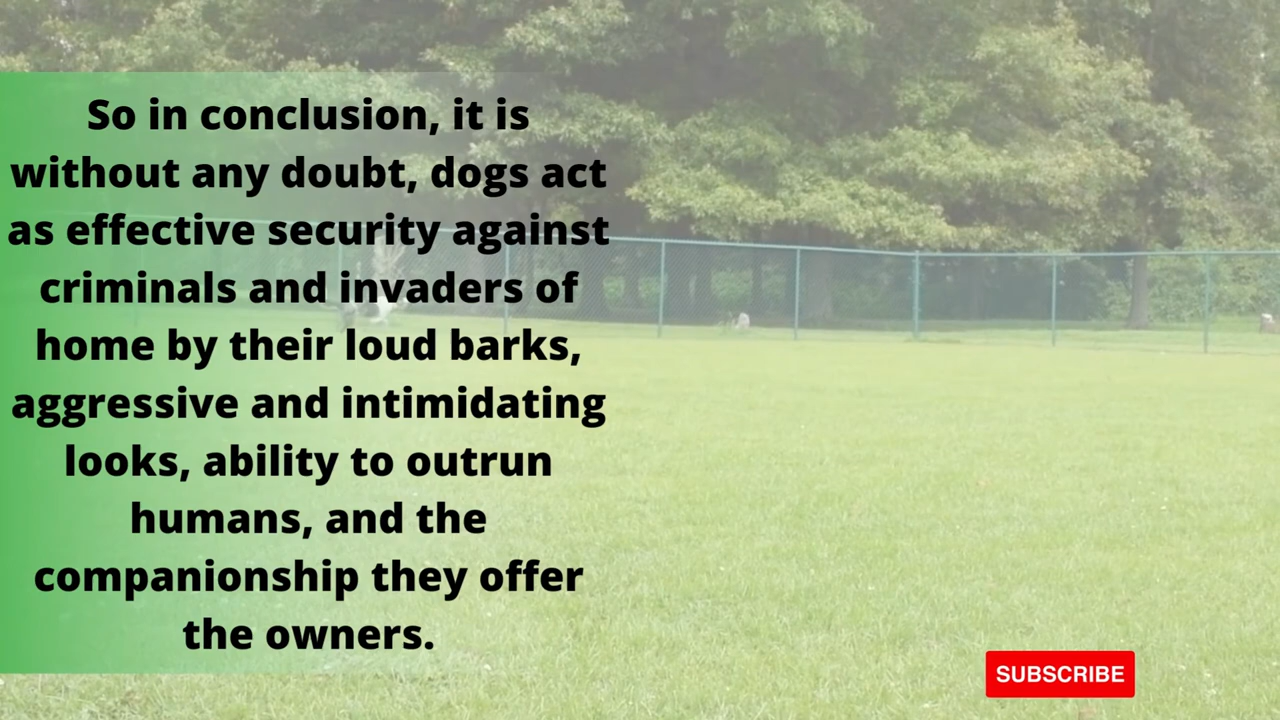 So in conclusion, it is
without any doubt, dogs act
as effective security against
criminals and invaders of
home by their loud barks,
aggressive and intimidating
looks, ability to outrun
humans, and the
companionship they offer
the owners.
SUBSCRIBE